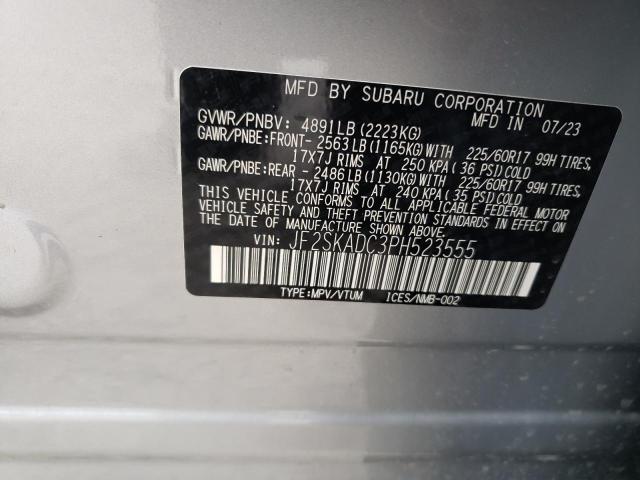 MFD BY SUBARU CORPORATION
GVWR/PNBV: 4891LB(2223KG) MFD IN 07/23
GAWR/PNBE:FRONT- 2563LB(1165KG)WITH 225/60R17 99H TIRES,
17X7J RIMS AT 250 KPA(36 PSI)COLD
GAWR/PNBE:REAR - 2486LB(1130KG)WITH 225/60R17 99H TIRES,
17X7J RIMS AT 240 KPA(35 PSI)COLD
THIS VEHICLE CONFORMS TO ALL APPLICABLE FEDERAL MOTOR
VEHICLE SAFETY AND THEFT PREVENTION STANDARDS IN EFFECT
ON THE DATE OF MANUFACTURE SHOWN ABOVE.
VIN: JF2SKADC3PH523555
TYPE:MPV/VTUM ICES/NMB-002